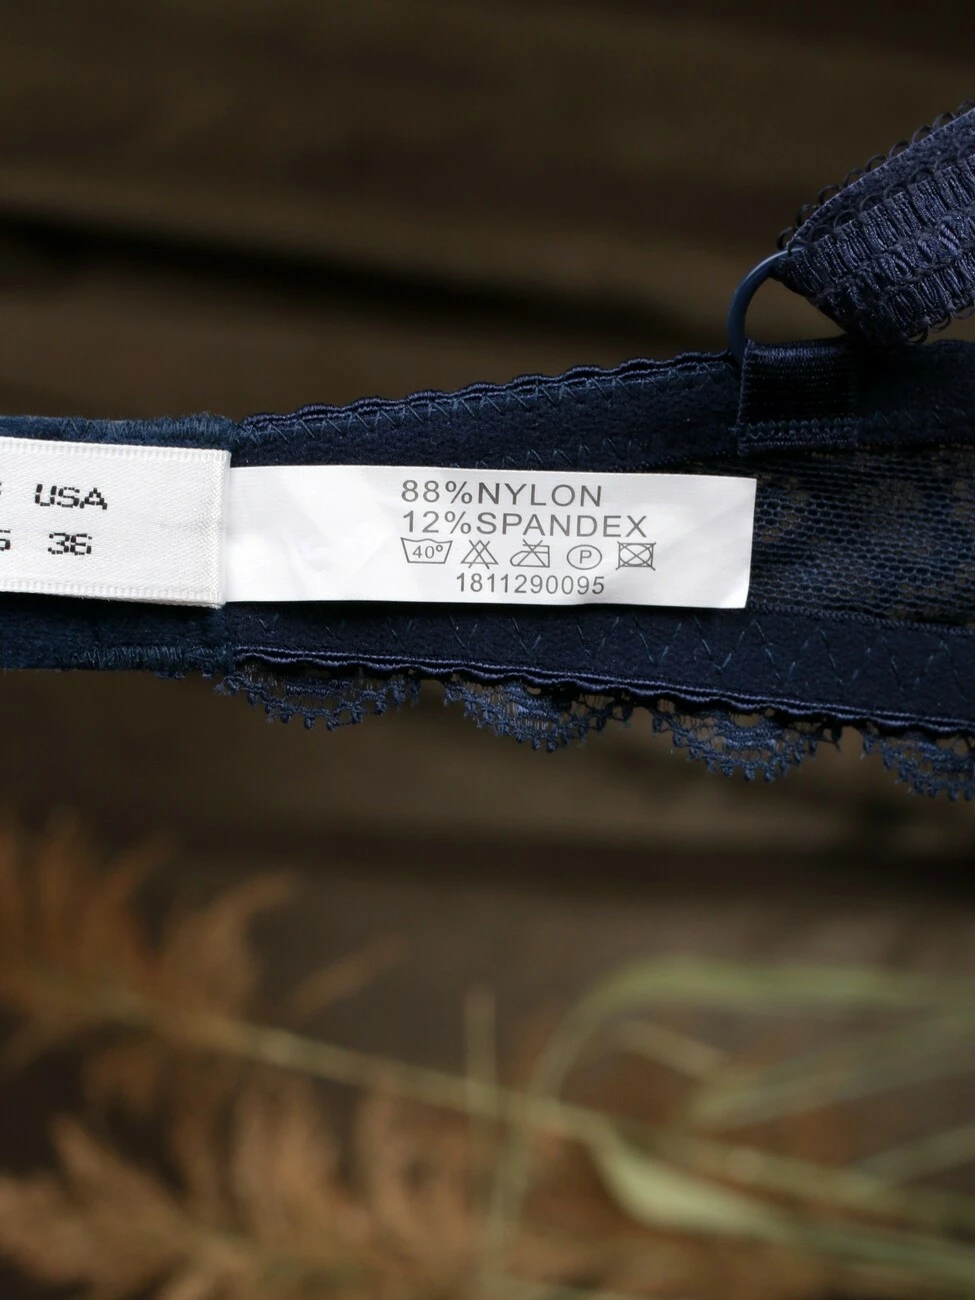 USA
36
88%NYLON
12%SPANDEX
40° P
1811290095